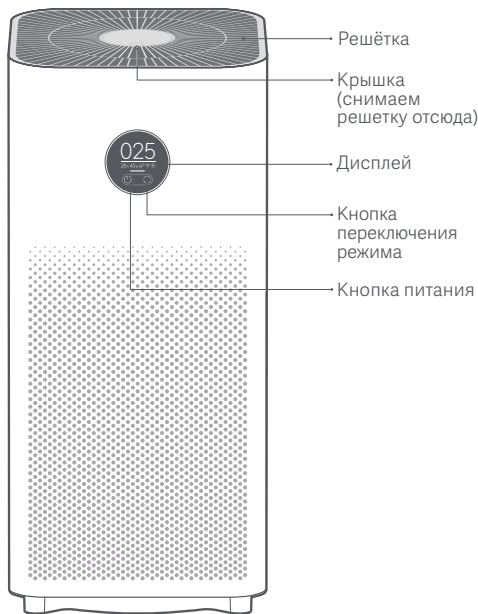 Решётка
Крышка
(снимаем
решетку отсюда)
025
Дисплей
Кнопка
переключения
режима
Кнопка питания